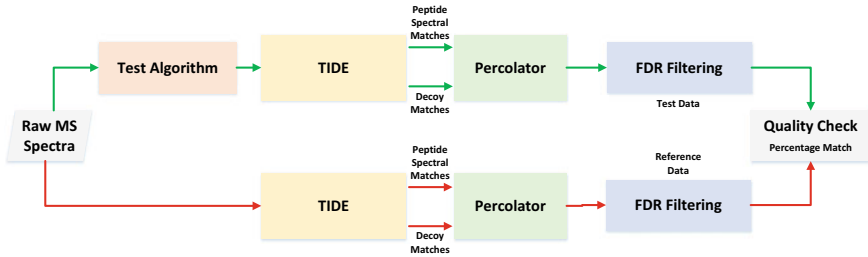 Peptide
Spectral
Matches
Test Algorithm
TIDE
Percolator
FDR Filtering
Decoy
Matches
Test Data
Raw MS
Spectra
Quality Check
Percentage Match
Peptide
Spectral
Matches
Reference
Data
TIDE
Percolator
FDR Filtering
Decoy
Matches